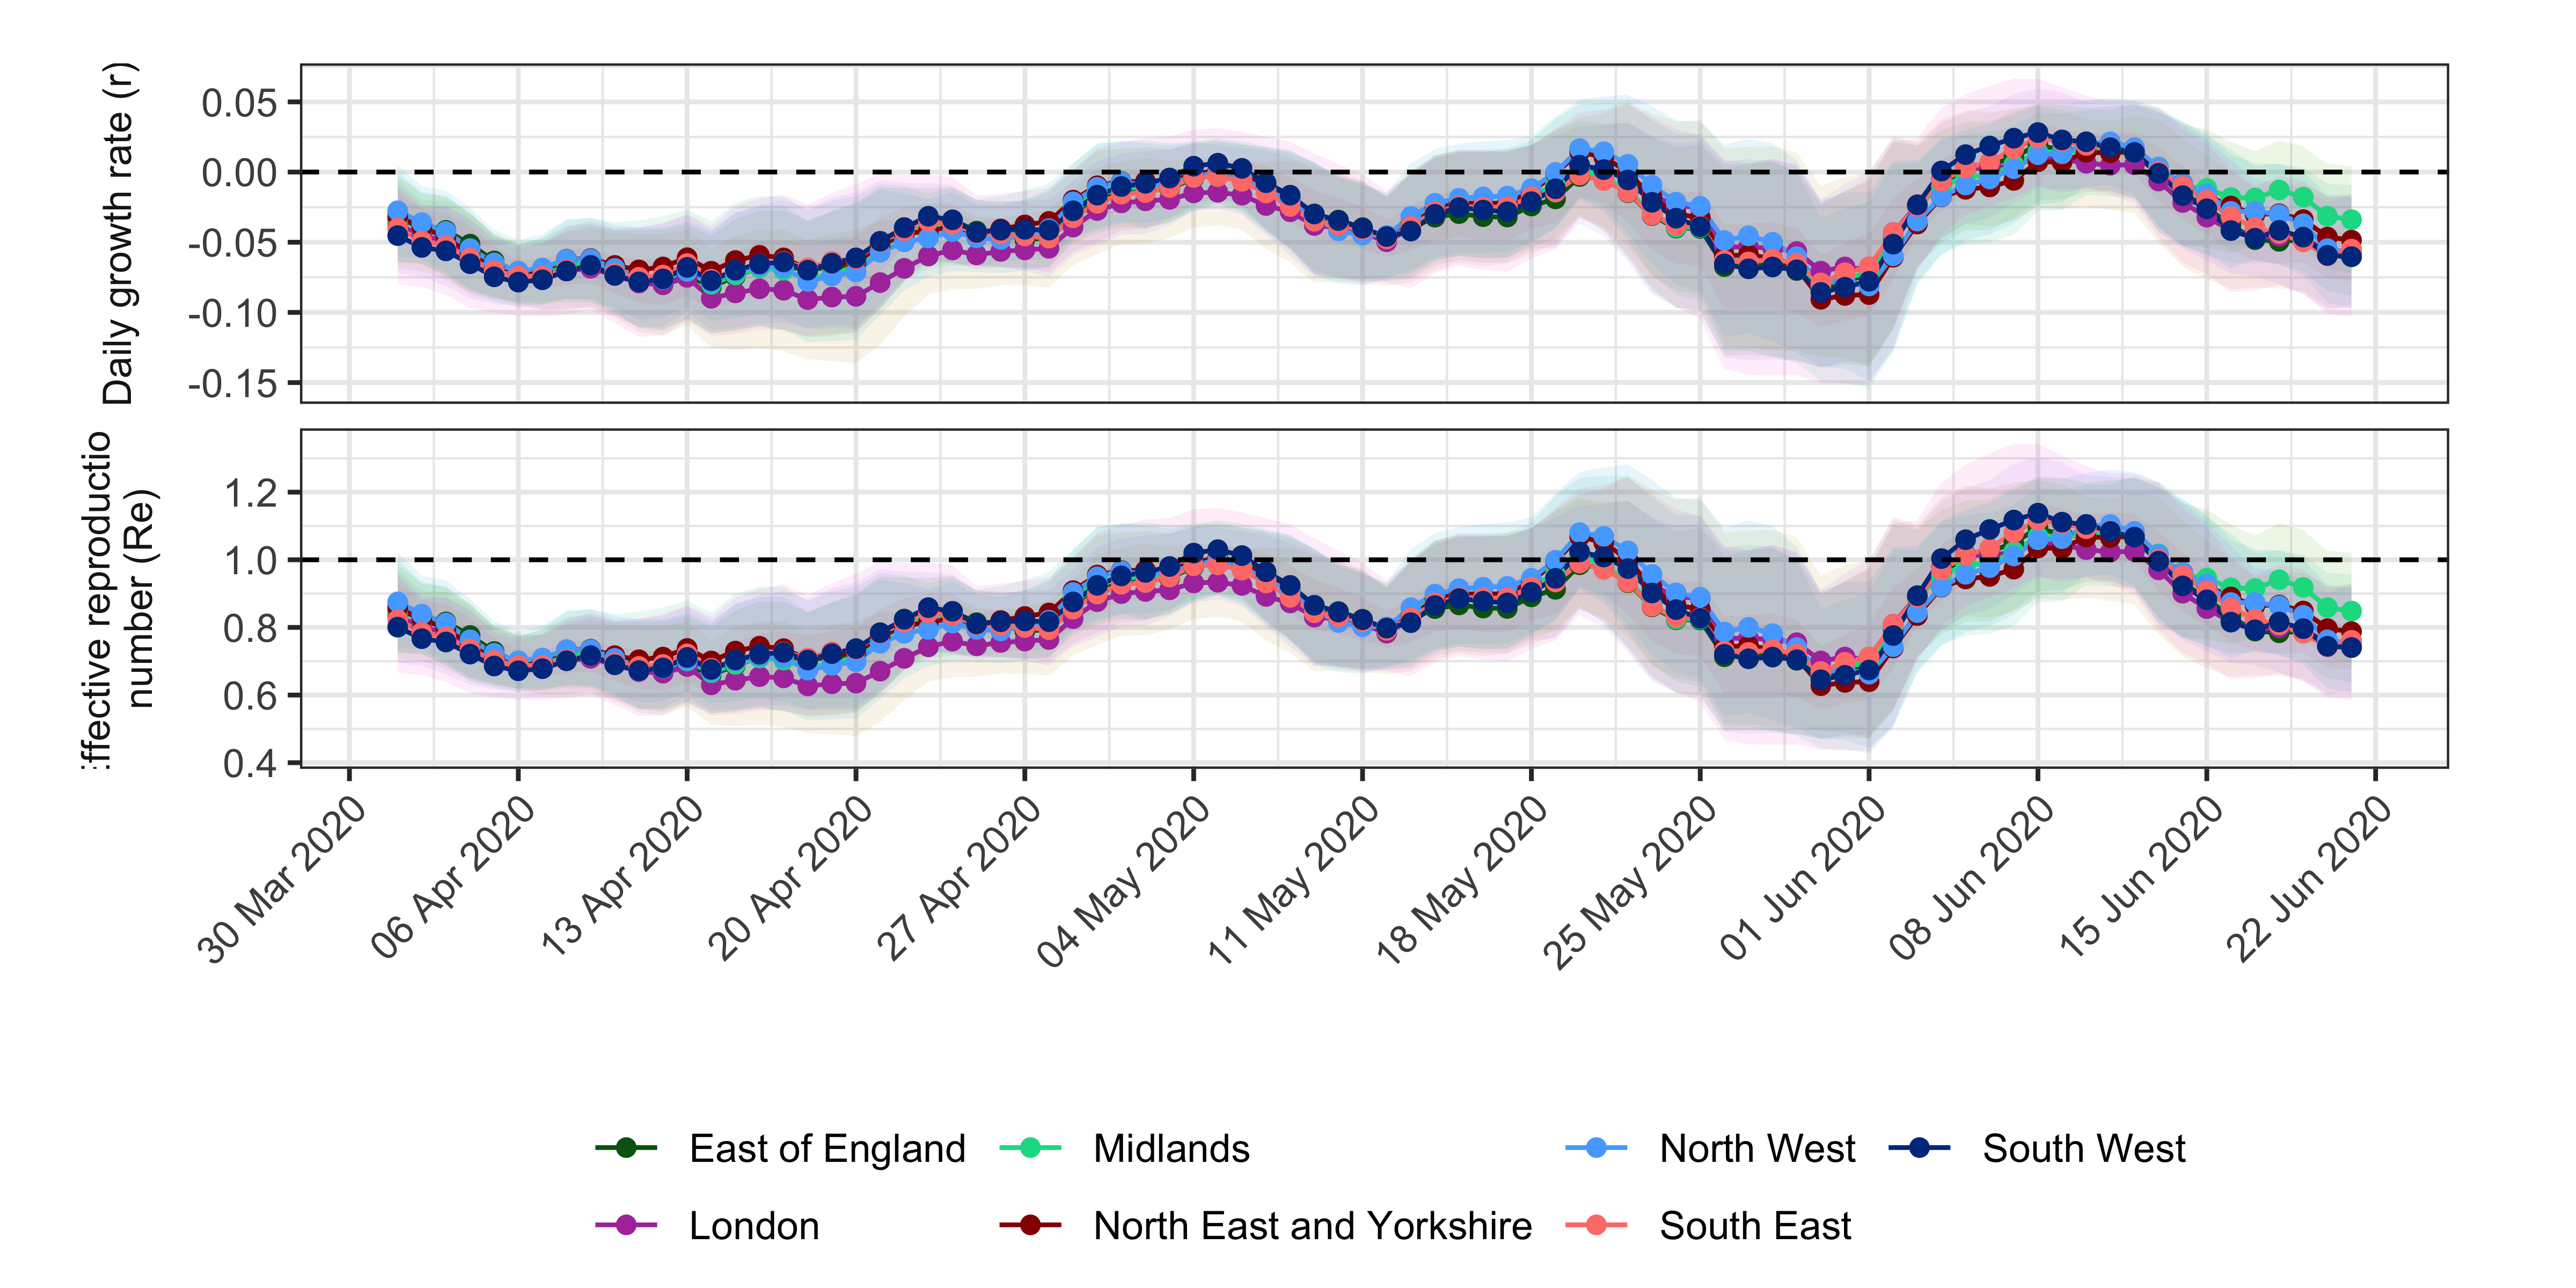 Daily growth rate (r)
0.05
0.00
-0.05
-0.10
-0.15
ffective reproductio
number (Re)
1.2
1.0
0.8
0.6
0.4
30 Mar 2020
06 Apr 2020
13 Apr 2020
20 Apr 2020
27 Apr 2020
04 May 2020
11 May 2020
18 May 2020
25 May 2020
01 Jun 2020
08 Jun 2020
15 Jun 2020
22 Jun 2020
East of England
Midlands
North West
South West
London
North East and Yorkshire
South East